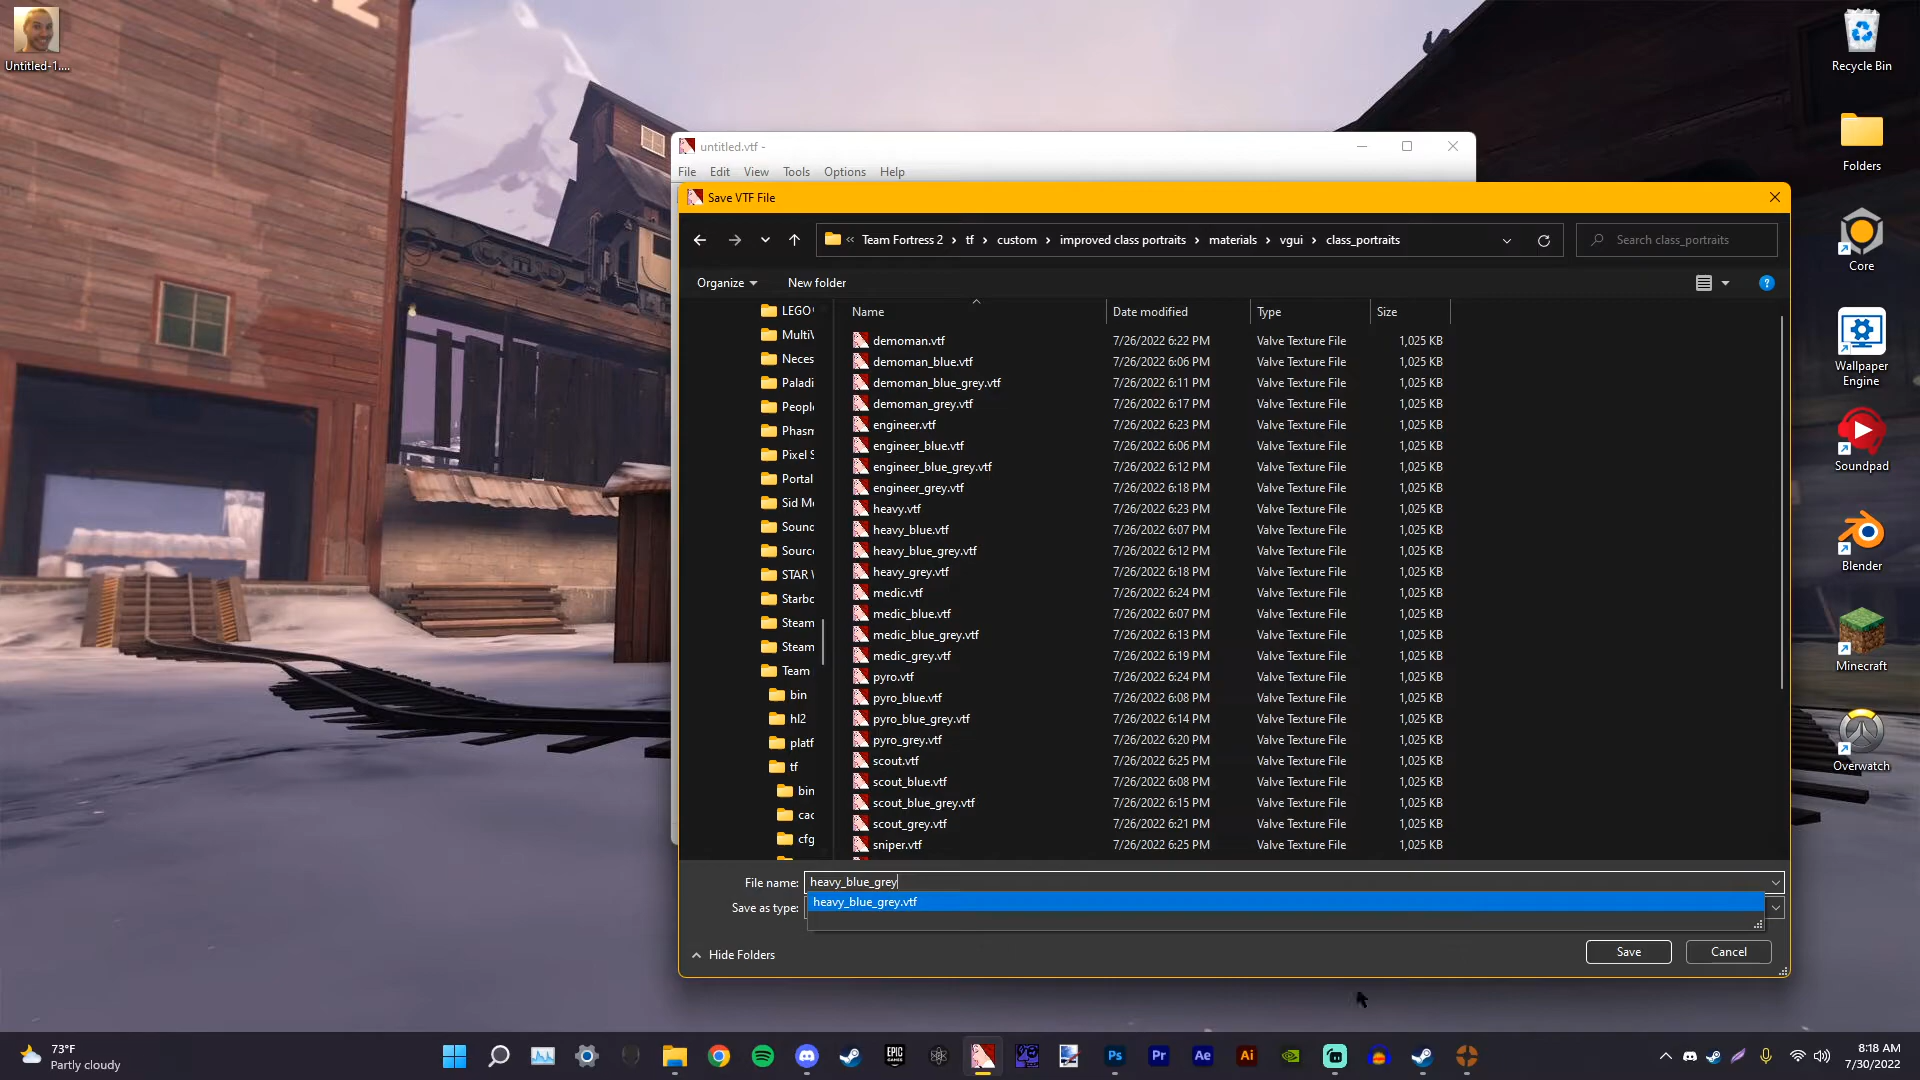 Untitled-1....
Recycle Bin
Folders
Core
Wallpaper
Engine
Soundpad
Blender
Minecraft
Overwatch
untitled.vtf -
File Edit View Tools Options Help
Save VTF File
« Team Fortress 2 › tf › custom › improved class portraits › materials › vgui › class_portraits
Search class_portraits
Organize New folder
Name Date modified Type Size
demoman.vtf 7/26/2022 6:22 PM Valve Texture File 1,025 KB
demoman_blue.vtf 7/26/2022 6:06 PM Valve Texture File 1,025 KB
demoman_blue_grey.vtf 7/26/2022 6:11 PM Valve Texture File 1,025 KB
demoman_grey.vtf 7/26/2022 6:17 PM Valve Texture File 1,025 KB
engineer.vtf 7/26/2022 6:23 PM Valve Texture File 1,025 KB
engineer_blue.vtf 7/26/2022 6:06 PM Valve Texture File 1,025 KB
engineer_blue_grey.vtf 7/26/2022 6:12 PM Valve Texture File 1,025 KB
engineer_grey.vtf 7/26/2022 6:18 PM Valve Texture File 1,025 KB
heavy.vtf 7/26/2022 6:23 PM Valve Texture File 1,025 KB
heavy_blue.vtf 7/26/2022 6:07 PM Valve Texture File 1,025 KB
heavy_blue_grey.vtf 7/26/2022 6:12 PM Valve Texture File 1,025 KB
heavy_grey.vtf 7/26/2022 6:18 PM Valve Texture File 1,025 KB
medic.vtf 7/26/2022 6:24 PM Valve Texture File 1,025 KB
medic_blue.vtf 7/26/2022 6:07 PM Valve Texture File 1,025 KB
medic_blue_grey.vtf 7/26/2022 6:13 PM Valve Texture File 1,025 KB
medic_grey.vtf 7/26/2022 6:19 PM Valve Texture File 1,025 KB
pyro.vtf 7/26/2022 6:24 PM Valve Texture File 1,025 KB
pyro_blue.vtf 7/26/2022 6:08 PM Valve Texture File 1,025 KB
pyro_blue_grey.vtf 7/26/2022 6:14 PM Valve Texture File 1,025 KB
pyro_grey.vtf 7/26/2022 6:20 PM Valve Texture File 1,025 KB
scout.vtf 7/26/2022 6:25 PM Valve Texture File 1,025 KB
scout_blue.vtf 7/26/2022 6:08 PM Valve Texture File 1,025 KB
scout_blue_grey.vtf 7/26/2022 6:15 PM Valve Texture File 1,025 KB
scout_grey.vtf 7/26/2022 6:21 PM Valve Texture File 1,025 KB
sniper.vtf 7/26/2022 6:25 PM Valve Texture File 1,025 KB
LEGO
Multi
Neces
Paladi
People
Phasm
Pixel S
Portal
Sid M
Sound
Sourc
STAR
Starbo
Steam
Steam
Team
bin
hl2
platf
tf
bin
cac
cfg
File name: heavy_blue_grey
heavy_blue_grey.vtf
Save as type:
Hide Folders
Save Cancel
73°F
Partly cloudy
EPIC
GAMES
Ps Pr Ae Ai
8:18 AM
7/30/2022